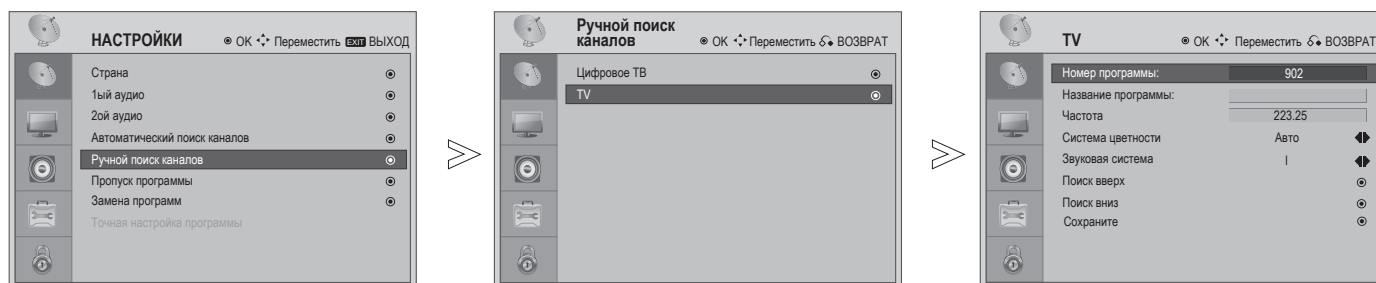 НАСТРОЙКИ OK Переместить EXIT ВЫХОД
Страна
1ый аудио
2ой аудио
Автоматический поиск каналов
Ручной поиск каналов
Пропуск программы
Замена программ
Точная настройка программы
Ручной поиск
каналов OK Переместить ВОЗВРАТ
Цифровое ТВ
TV
TV OK Переместить ВОЗВРАТ
Номер программы: 902
Название программы:
Частота 223.25
Система цветности Авто
Звуковая система I
Поиск вверх
Поиск вниз
Сохраните